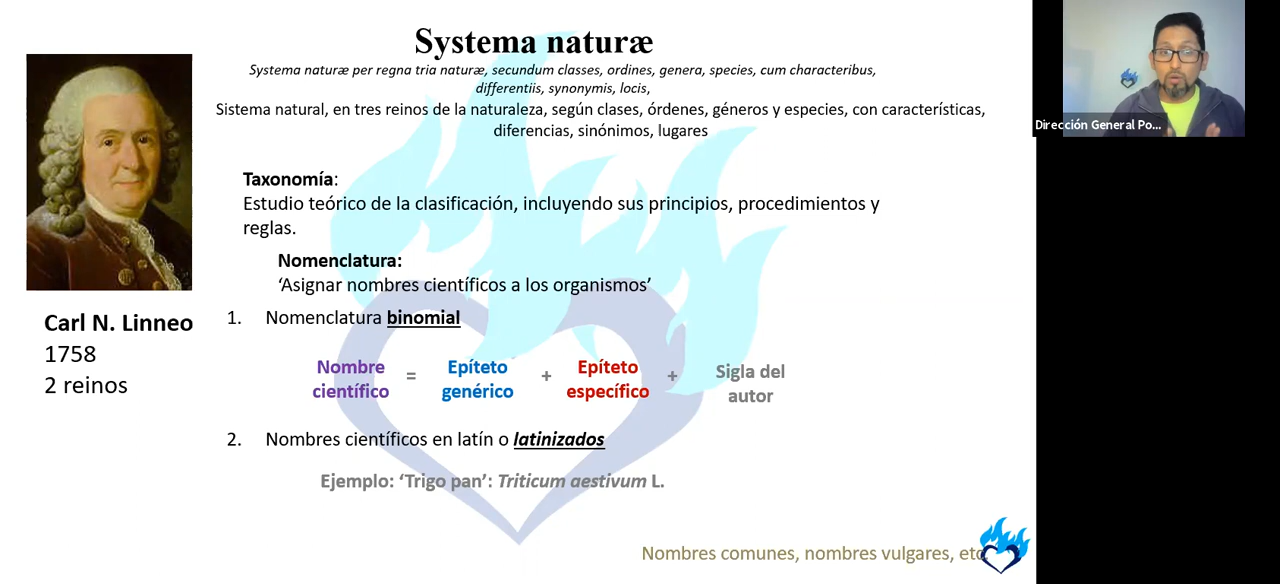 Systema naturæ
Systema naturæ per regna tria naturæ, secundum classes, ordines, genera, species, cum characteribus,
differentiis, synonymis, locis,
Sistema natural, en tres reinos de la naturaleza, según clases, órdenes, géneros y especies, con características,
diferencias, sinónimos, lugares
Dirección General Po...
Taxonomía:
Estudio teórico de la clasificación, incluyendo sus principios, procedimientos y
reglas.
Nomenclatura:
‘Asignar nombres científicos a los organismos’
Carl N. Linneo
1758
2 reinos
1. Nomenclatura binomial
Nombre científico = Epíteto genérico + Epíteto específico + Sigla del autor
2. Nombres científicos en latín o latinizados
Ejemplo: ‘Trigo pan’: Triticum aestivum L.
Nombres comunes, nombres vulgares, etc